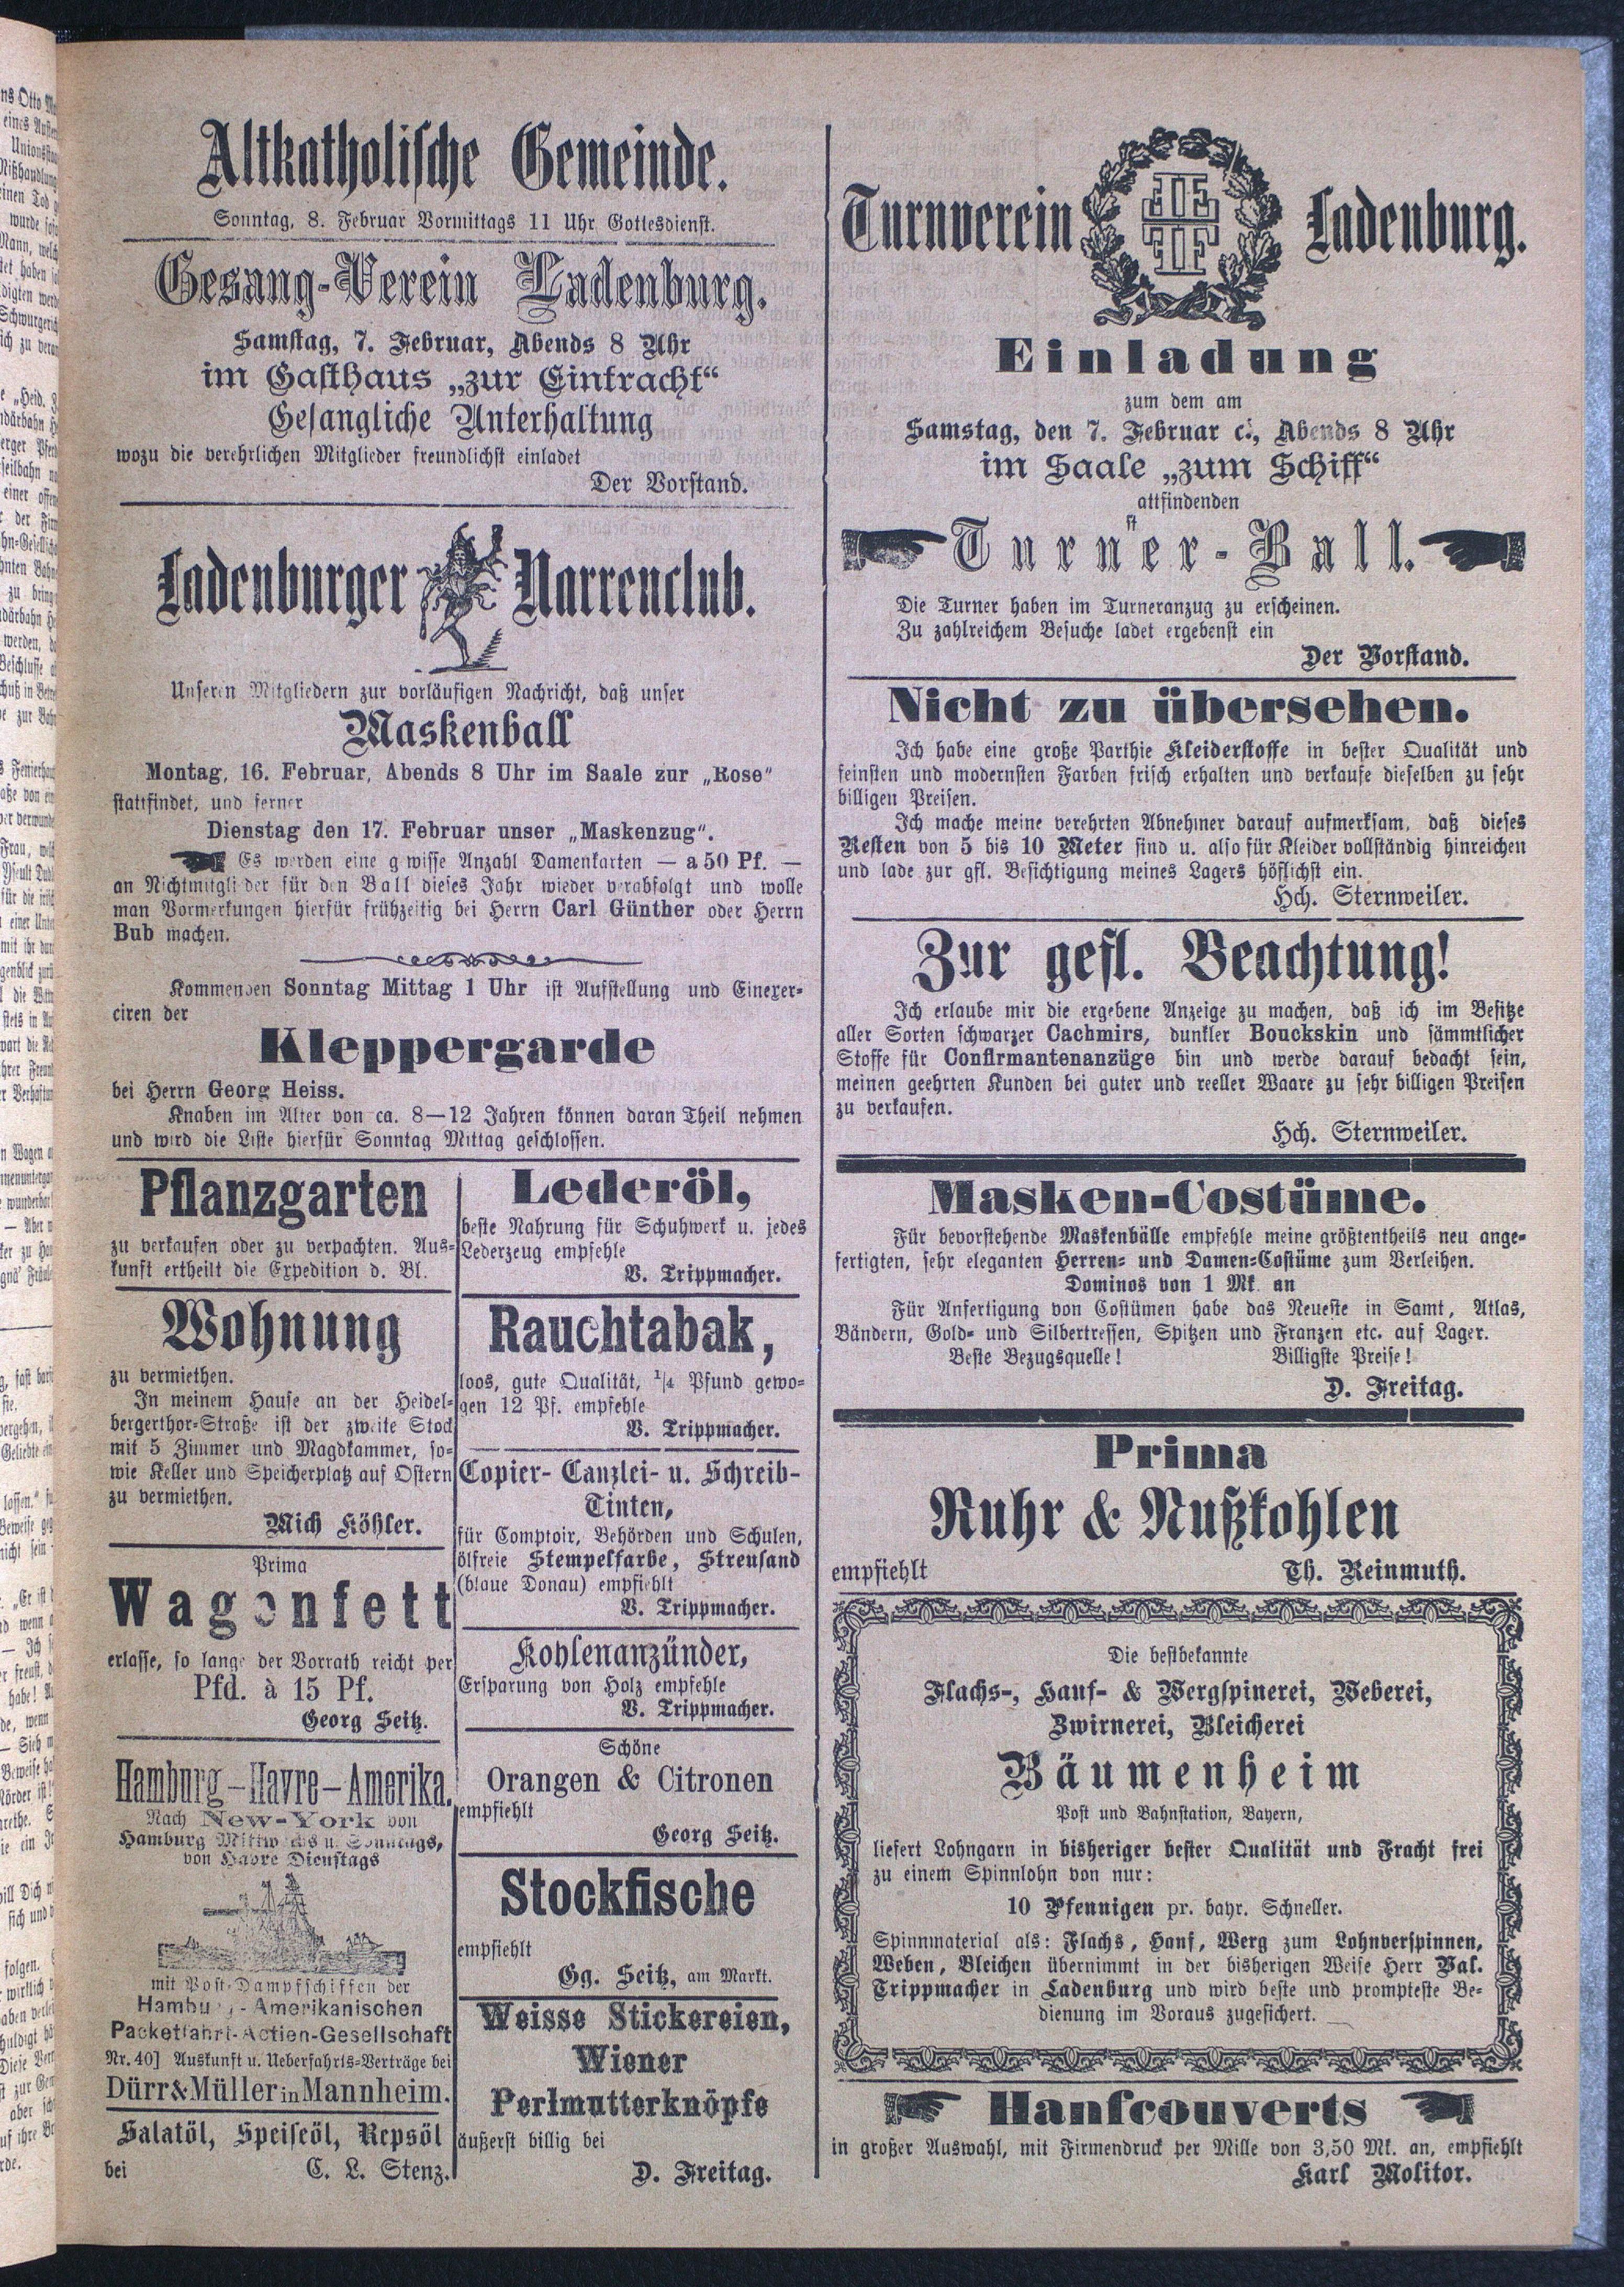 Altkatholische Gemeinde.
Sonntag, 8. Februar Vormittags 11 Uhr Gottesdienst.
Gesang-Verein Ladenburg.
Samstag, 7. Februar, Abends 8 Uhr
im Gasthaus „zur Eintracht“
Gesangliche Unterhaltung
wozu die verehrlichen Mitglieder freundlichst einladet
Der Vorstand.
Ladenburger Narrenclub.
Unseren Mitgliedern zur vorläufigen Nachricht, daß unser
Maskenball
Montag, 16. Februar, Abends 8 Uhr im Saale zur „Rose“
stattfindet, und ferner
Dienstag den 17. Februar unser „Maskenzug“.
Es werden eine gewisse Anzahl Damenkarten — a 50 Pf. —
an Nichtmitglieder für den Ball dieses Jahr wieder verabfolgt und wolle
man Vormerkungen hierfür frühzeitig bei Herrn Carl Günther oder Herrn
Bub machen.
Kommenden Sonntag Mittag 1 Uhr ist Aufstellung und Einexer-
ciren der
Kleppergarde
bei Herrn Georg Heiss.
Knaben im Alter von ca. 8—12 Jahren können daran Theil nehmen
und wird die Liste hierfür Sonntag Mittag geschlossen.
Pflanzgarten
zu verkaufen oder zu verpachten. Aus-
kunft ertheilt die Expedition d. Bl.
Wohnung
zu vermiethen.
In meinem Hause an der Heidel-
bergerthor-Straße ist der zweite Stock
mit 5 Zimmer und Magdkammer, so-
wie Keller und Speicherplatz auf Ostern
zu vermiethen.
Mich Köhler.
Prima
Wagenfett
erlasse, so lange der Vorrath reicht per
Pfd. à 15 Pf.
Georg Seitz.
Hamburg-Havre-Amerika.
Nach New-York von
Hamburg Mittwochs u. Sonntags,
von Havre Dienstags
mit Post-Dampfschiffen der
Hamburg-Amerikanischen
Packetfahrt-Actien-Gesellschaft
Nr. 40] Auskunft u. Ueberfahrts-Verträge bei
Dürr&Müller in Mannheim.
Salatöl, Speiseöl, Repsöl
bei C. L. Stenz.
Lederöl,
beste Nahrung für Schuhwerk u. jedes
Lederzeug empfehle
V. Trippmacher.
Rauchtabak,
loos, gute Qualität, 1/4 Pfund gewo-
gen 12 Pf. empfehle
V. Trippmacher.
Copier- Canzlei- u. Schreib-
Tinten,
für Comptoir, Behörden und Schulen,
ölfreie Stempelfarbe, Streusand
(blaue Donau) empfiehlt
V. Trippmacher.
Kohlenanzünder,
Ersparung von Holz empfehle
V. Trippmacher.
Schöne
Orangen & Citronen
empfiehlt
Georg Seitz.
Stockfische
empfiehlt
Gg. Seitz, am Markt.
Weisse Stickereien,
Wiener
Perlmutterknöpfe
äußerst billig bei
D. Freitag.
Turnverein Ladenburg.
Einladung
zum dem am
Samstag, den 7. Februar c., Abends 8 Uhr
im Saale „zum Schiff“
attfindenden
st
Turner-Ball.
Die Turner haben im Turneranzug zu erscheinen.
Zu zahlreichem Besuche ladet ergebenst ein
Der Vorstand.
Nicht zu übersehen.
Ich habe eine große Parthie Kleiderstoffe in bester Qualität und
feinsten und modernsten Farben frisch erhalten und verkaufe dieselben zu sehr
billigen Preisen.
Ich mache meine verehrten Abnehmer darauf aufmerksam, daß dieses
Resten von 5 bis 10 Meter sind u. also für Kleider vollständig hinreichen
und lade zur gfl. Besichtigung meines Lagers höflichst ein.
Hch. Sternweiler.
Zur gefl. Beachtung!
Ich erlaube mir die ergebene Anzeige zu machen, daß ich im Besitze
aller Sorten schwarzer Cachmirs, dunkler Bouckskin und sämmtlicher
Stoffe für Confirmantenanzüge bin und werde darauf bedacht sein,
meinen geehrten Kunden bei guter und reeller Waare zu sehr billigen Preisen
zu verkaufen.
Hch. Sternweiler.
Masken-Costüme.
Für bevorstehende Maskenbälle empfehle meine größtentheils neu ange-
fertigten, sehr eleganten Herren- und Damen-Costüme zum Verleihen.
Dominos von 1 Mk. an
Für Anfertigung von Costümen habe das Neueste in Samt, Atlas,
Bändern, Gold- und Silbertressen, Spitzen und Franzen etc. auf Lager.
Beste Bezugsquelle! Billigste Preise!
D. Freitag.
Prima
Ruhr & Nußkohlen
empfiehlt Th. Reinmuth.
Die bestbekannte
Flachs-, Hanf- & Wergspinerei, Weberei,
Zwirnerei, Bleicherei
Bäumenheim
Post und Bahnstation, Bayern,
liefert Lohngarn in bisheriger bester Qualität und Fracht frei
zu einem Spinnlohn von nur:
10 Pfennigen pr. bayr. Schneller.
Spinnmaterial als: Flachs, Hanf, Werg zum Lohnverspinnen,
Weben, Bleichen übernimmt in der bisherigen Weise Herr Val.
Trippmacher in Ladenburg und wird beste und prompteste Be-
dienung im Voraus zugesichert.
Hanfcouverts
in großer Auswahl, mit Firmendruck per Mille von 3,50 Mk. an, empfiehlt
Karl Molitor.